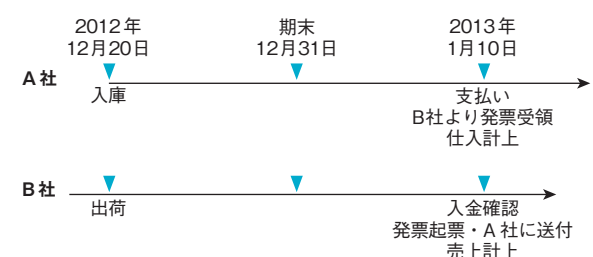 2012年
12月20日
期末
12月31日
2013年
1月10日
A社
入庫
支払い
B社より発票受領
仕入計上
B社
出荷
入金確認
発票起票・A社に送付
売上計上